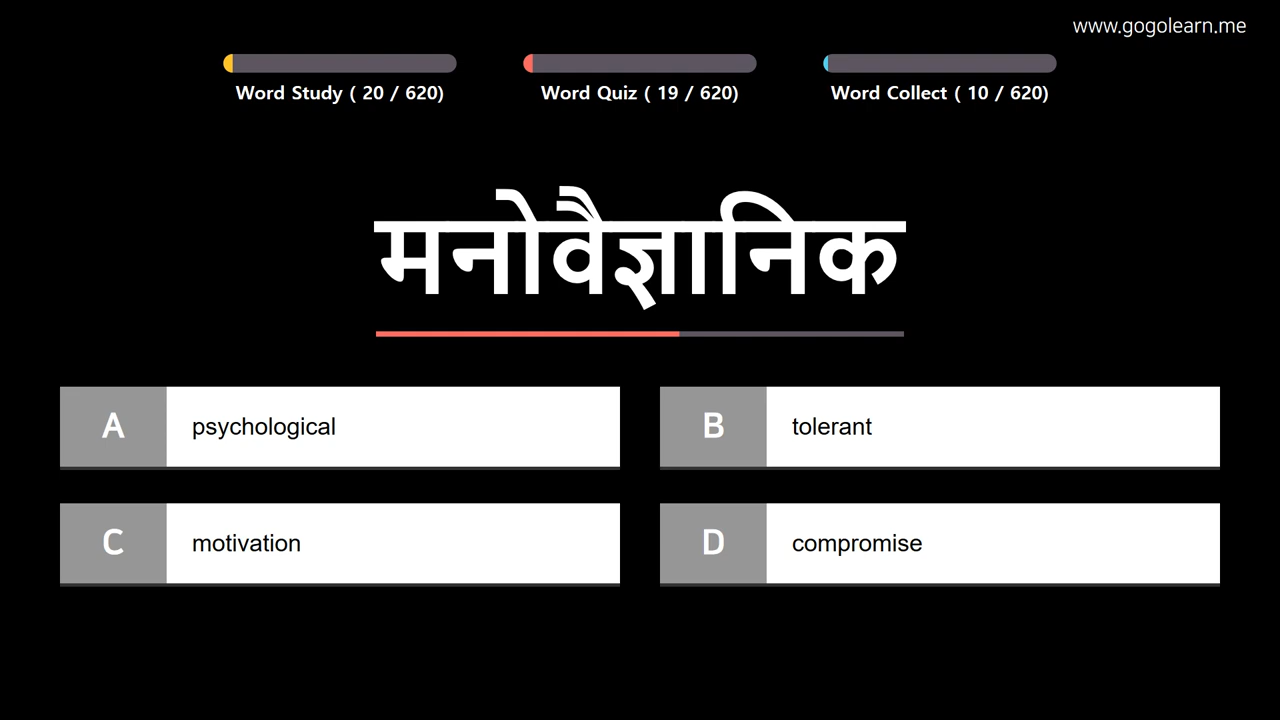 www.gogolearn.me
Word Study ( 20 / 620)
Word Quiz ( 19 / 620)
Word Collect ( 10 / 620)
मनोवैज्ञानिक
A psychological
B tolerant
C motivation
D compromise